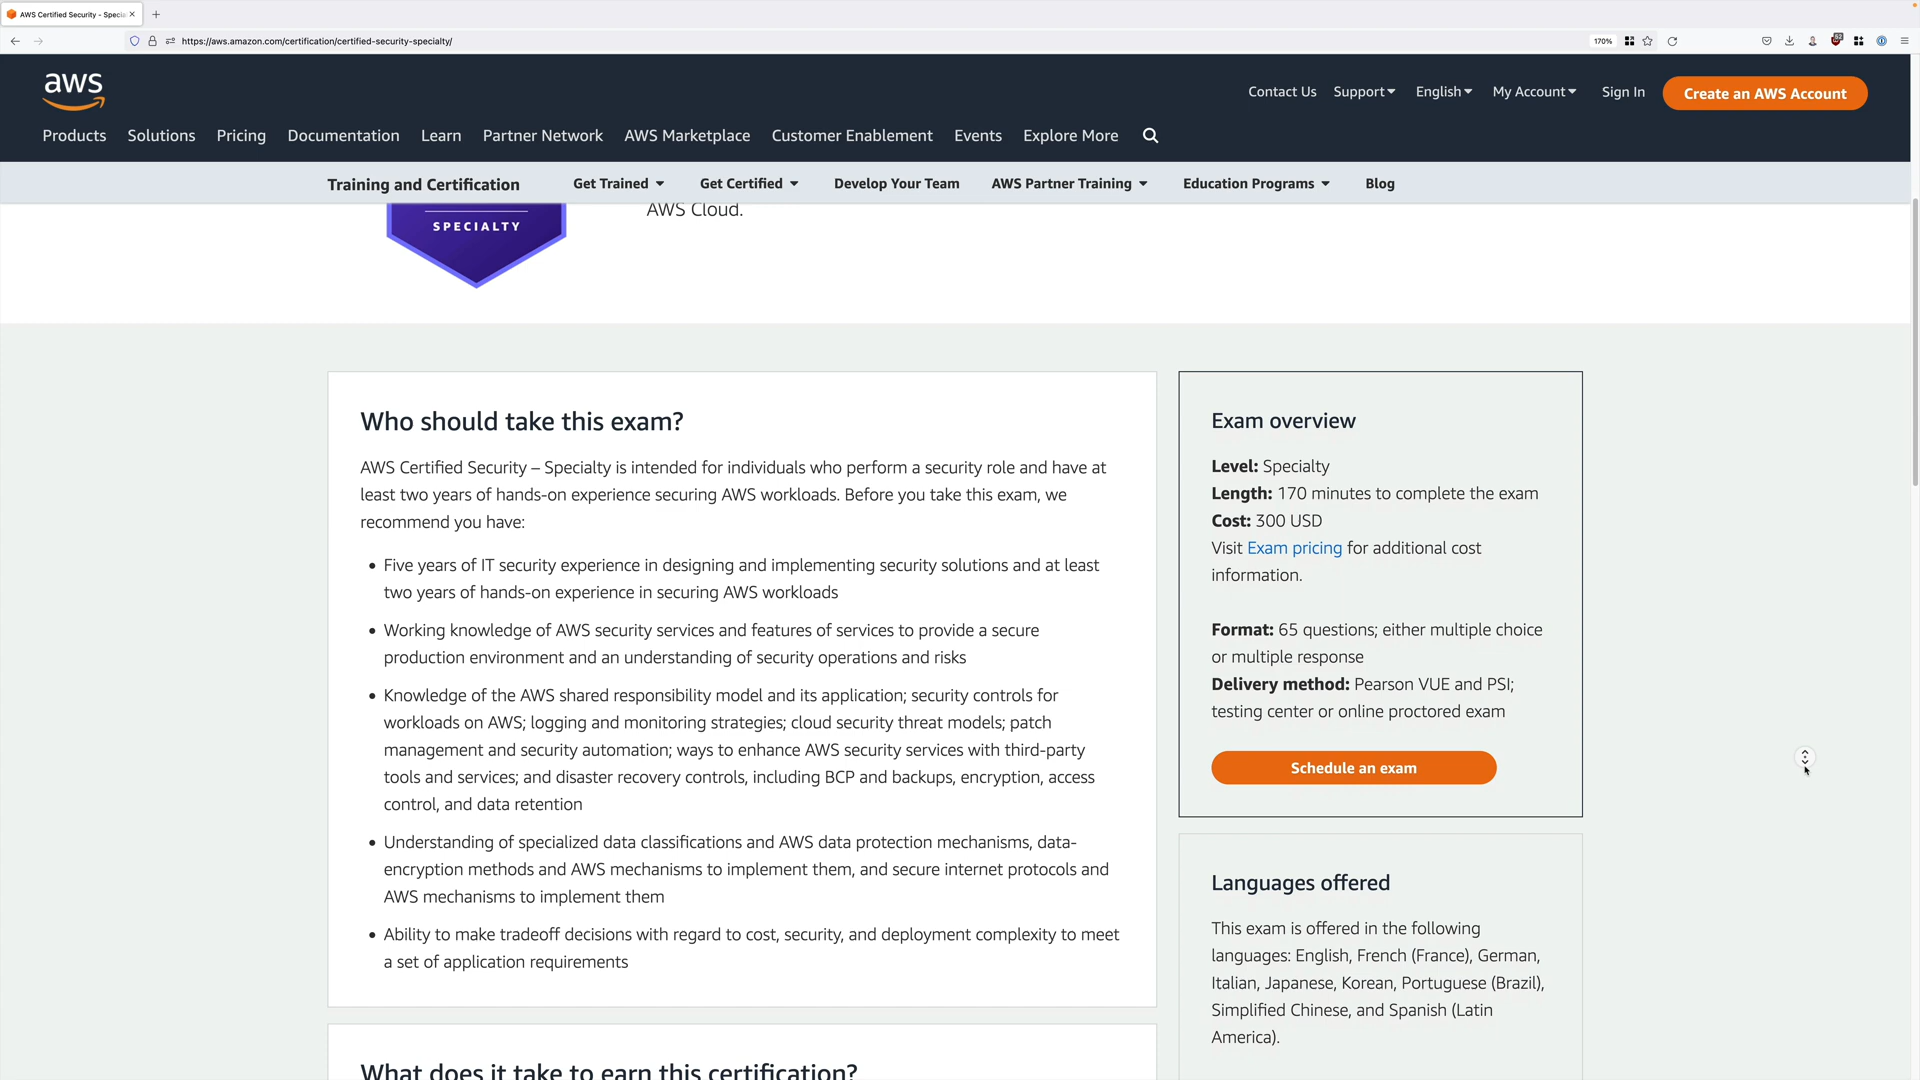 AWS Certified Security - Specia
https://aws.amazon.com/certification/certified-security-specialty/
170%
aws
Contact Us
Support
English
My Account
Sign In
Create an AWS Account
Products
Solutions
Pricing
Documentation
Learn
Partner Network
AWS Marketplace
Customer Enablement
Events
Explore More
Training and Certification
Get Trained
Get Certified
Develop Your Team
AWS Partner Training
Education Programs
Blog
SPECIALTY
AWS Cloud.
Who should take this exam?
AWS Certified Security – Specialty is intended for individuals who perform a security role and have at
least two years of hands-on experience securing AWS workloads. Before you take this exam, we
recommend you have:
• Five years of IT security experience in designing and implementing security solutions and at least
two years of hands-on experience in securing AWS workloads
• Working knowledge of AWS security services and features of services to provide a secure
production environment and an understanding of security operations and risks
• Knowledge of the AWS shared responsibility model and its application; security controls for
workloads on AWS; logging and monitoring strategies; cloud security threat models; patch
management and security automation; ways to enhance AWS security services with third-party
tools and services; and disaster recovery controls, including BCP and backups, encryption, access
control, and data retention
• Understanding of specialized data classifications and AWS data protection mechanisms, data-
encryption methods and AWS mechanisms to implement them, and secure internet protocols and
AWS mechanisms to implement them
• Ability to make tradeoff decisions with regard to cost, security, and deployment complexity to meet
a set of application requirements
What does it take to earn this certification?
Exam overview
Level: Specialty
Length: 170 minutes to complete the exam
Cost: 300 USD
Visit Exam pricing for additional cost
information.
Format: 65 questions; either multiple choice
or multiple response
Delivery method: Pearson VUE and PSI;
testing center or online proctored exam
Schedule an exam
Languages offered
This exam is offered in the following
languages: English, French (France), German,
Italian, Japanese, Korean, Portuguese (Brazil),
Simplified Chinese, and Spanish (Latin
America).